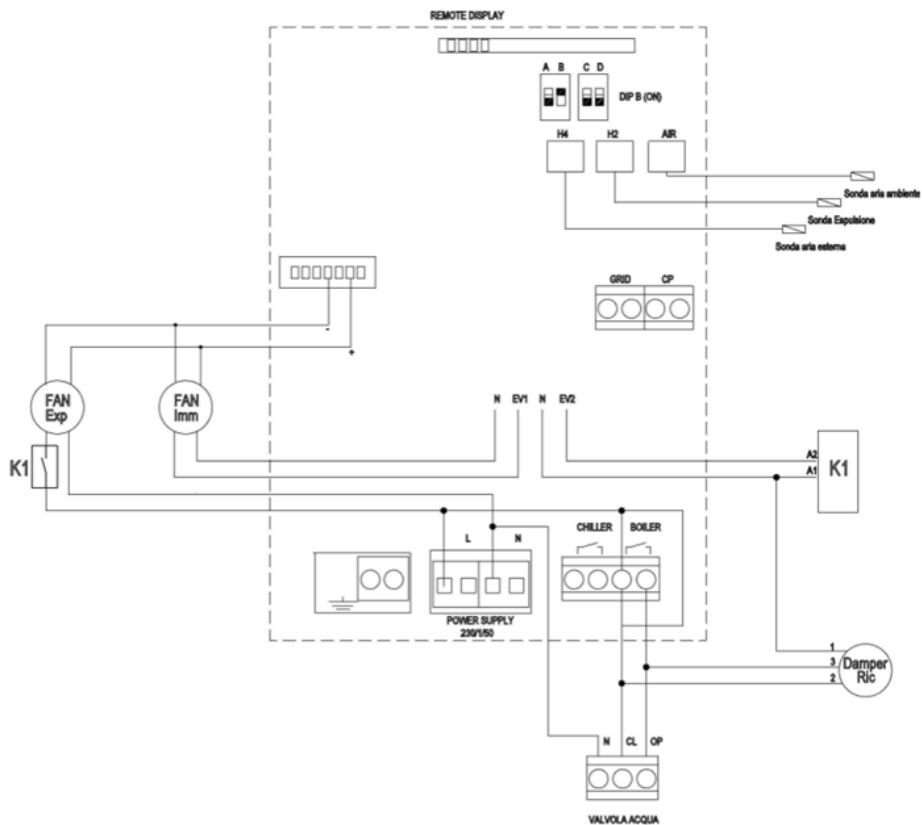 REMOTE DISPLAY
A B C D
DIP B (ON)
H4 H2 AIR
Sonda aria ambiente
Sonda Espulsione
Sonda aria esterna
GRID CP
-
+
FAN
Exp
FAN
Imm
N EV1 N EV2
K1
A2
A1
K1
CHILLER BOILER
L N
POWER SUPPLY
230/1/50
1
3
2
Damper
Ric
N CL OP
VALVOLA ACQUA